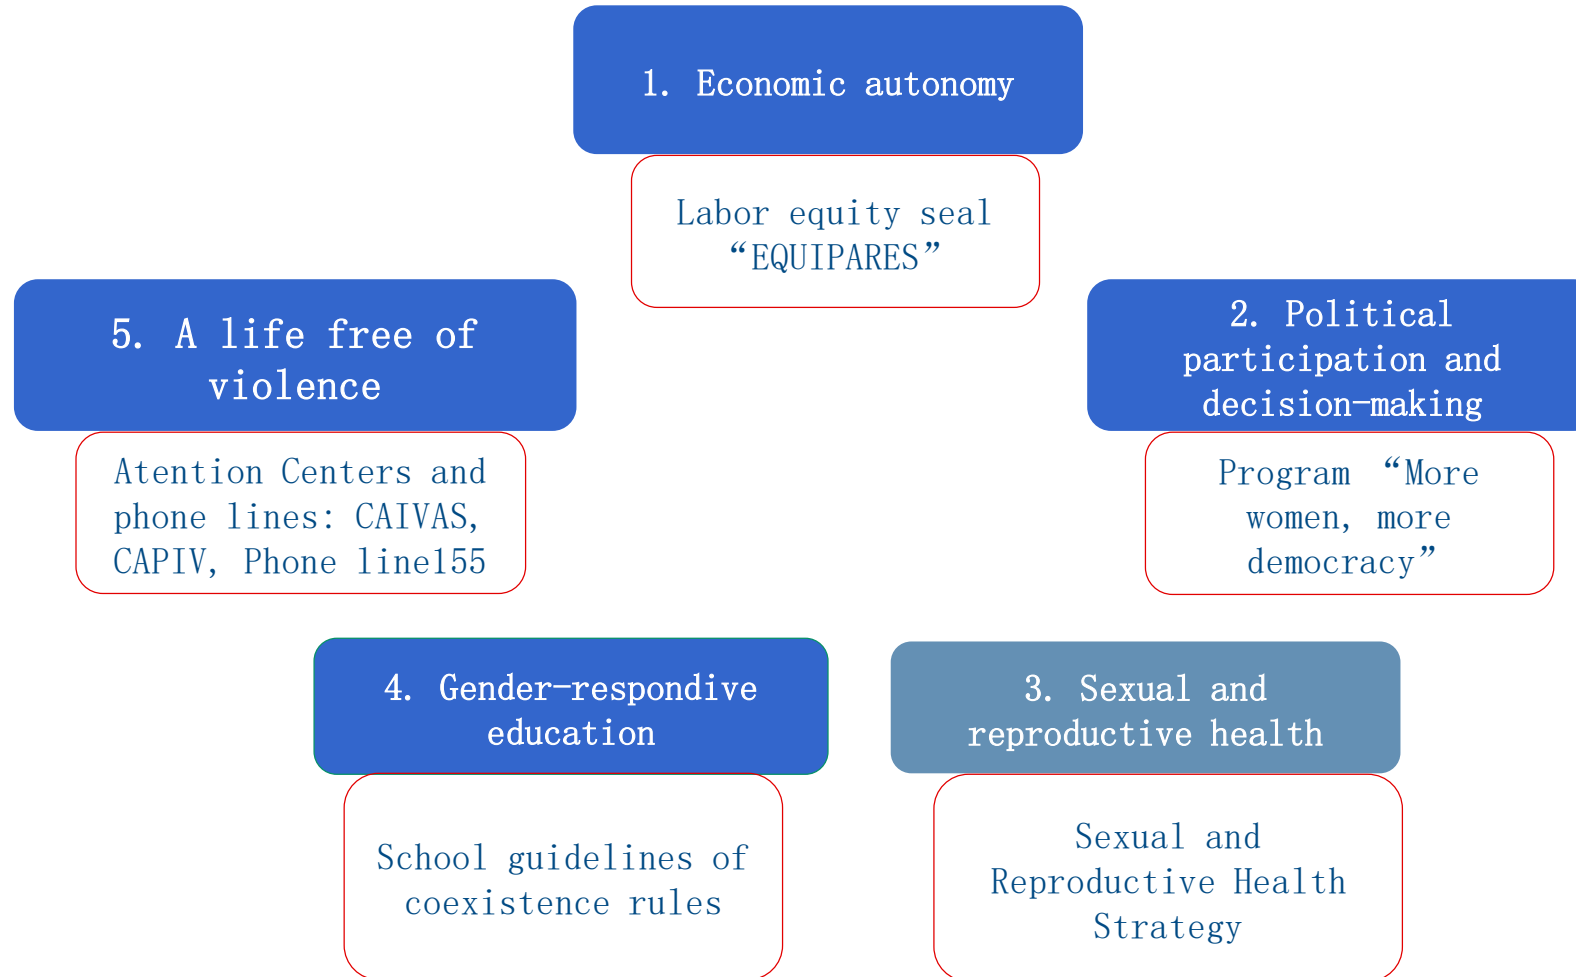 1. Economic autonomy
Labor equity seal
“EQUIPARES”
2. Political
participation and
decision-making
Program “More
women, more
democracy”
3. Sexual and
reproductive health
Sexual and
Reproductive Health
Strategy
4. Gender-respondive
education
School guidelines of
coexistence rules
5. A life free of
violence
Atention Centers and
phone lines: CAIVAS,
CAPIV, Phone line155